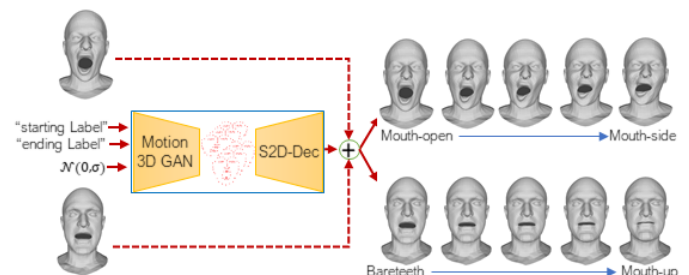 "starting Label"
"ending Label"
𝒩(0,σ)
Motion
3D GAN
S2D-Dec
+
Mouth-open
Mouth-side
Bareteeth
Mouth-up